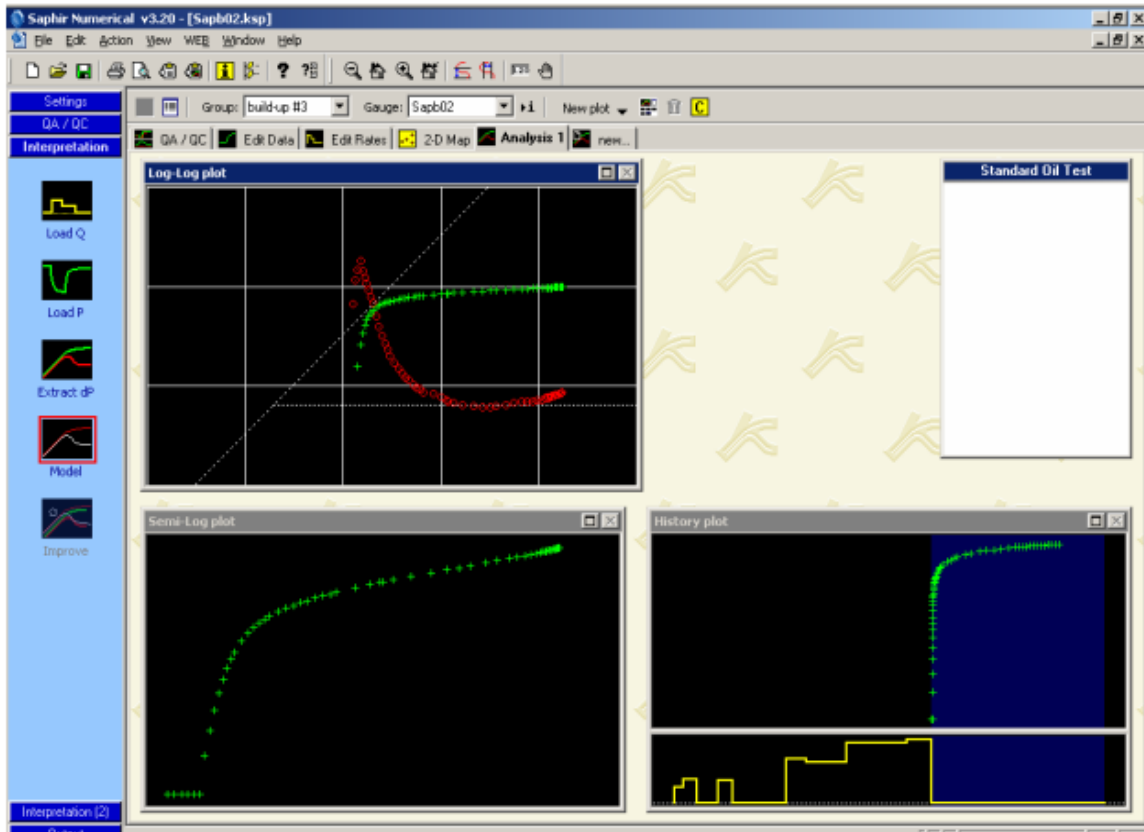 Saphir Numerical v3.20 - [Sapb02.ksp]
File Edit Action View WEB Window Help
Settings
QA / QC
Interpretation
Group: build-up #3 Gauge: Sapb02 New plot
QA / QC Edit Data Edit Rates 2-D Map Analysis 1 new...
Load Q
Load P
Extract dP
Model
Improve
Log-Log plot
Standard Oil Test
Semi-Log plot
History plot
Interpretation (2)